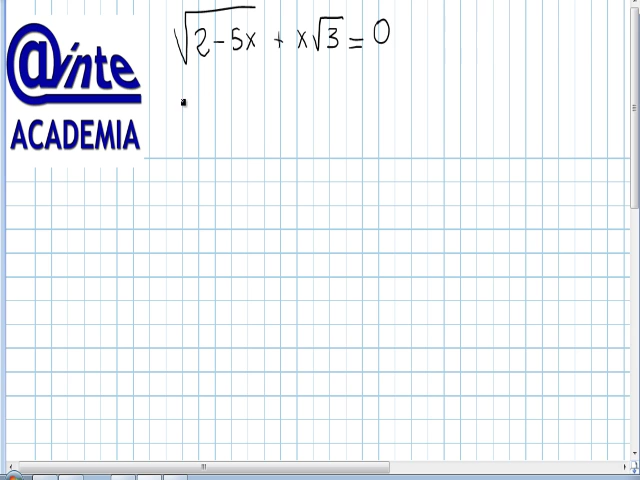 √(2-5x) + x√3 = 0
@inte
ACADEMIA